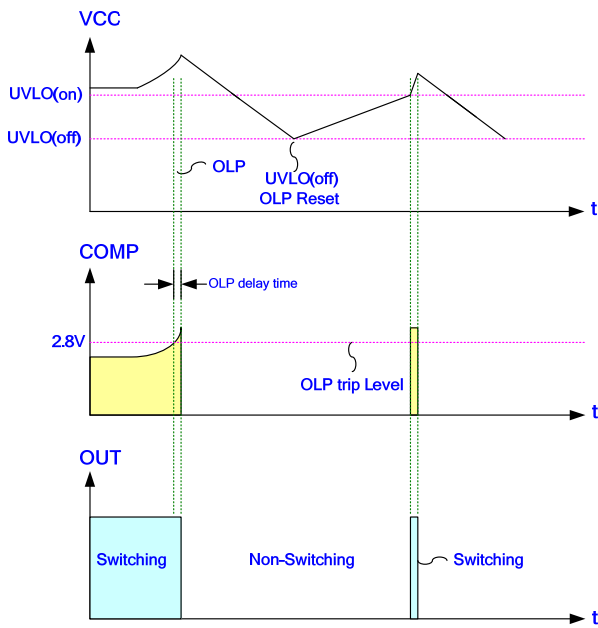 VCC
UVLO(on)
UVLO(off)
OLP
UVLO(off)
OLP Reset
t
COMP
OLP delay time
2.8V
OLP trip Level
t
OUT
Switching
Non-Switching
Switching
t